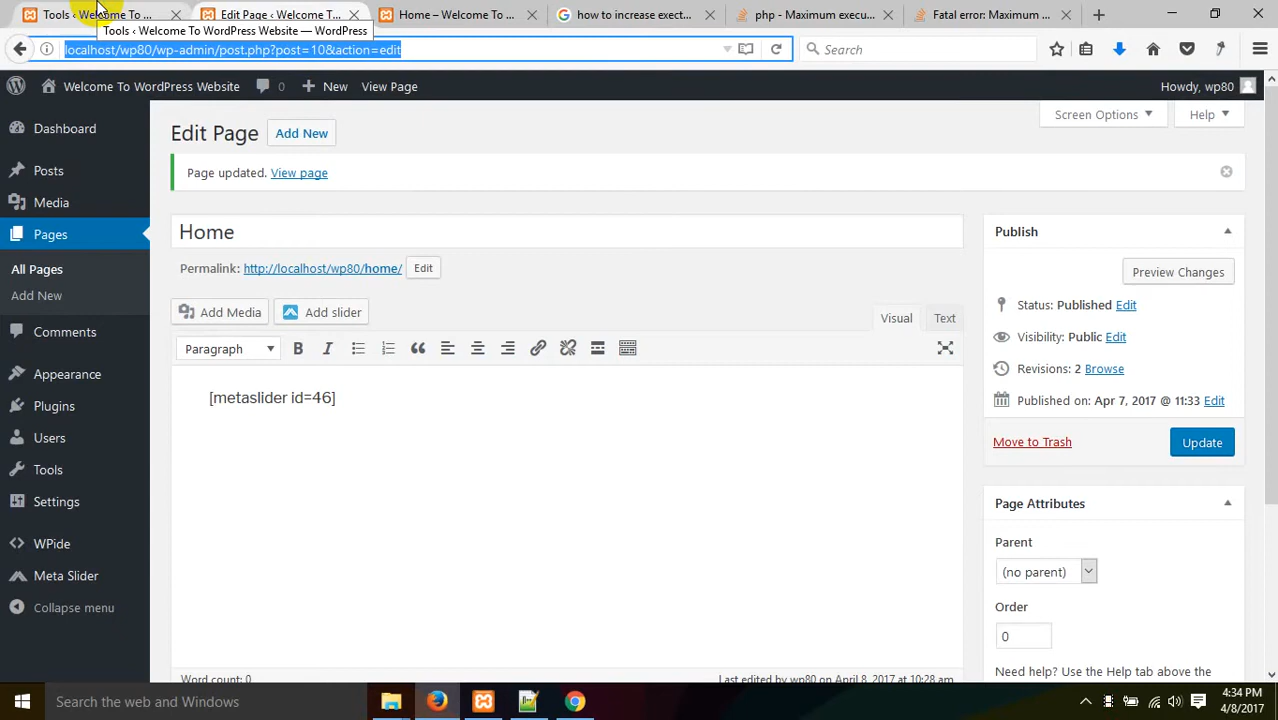 Tools ‹ Welcome To ...
Edit Page ‹ Welcome T...
Home – Welcome To ...
how to increase exect...
php - Maximum execu...
Fatal error: Maximum ...
Tools ‹ Welcome To WordPress Website — WordPress
localhost/wp80/wp-admin/post.php?post=10&action=edit
Search
Welcome To WordPress Website
0
New
View Page
Howdy, wp80
Dashboard
Posts
Media
Pages
All Pages
Add New
Comments
Appearance
Plugins
Users
Tools
Settings
WPide
Meta Slider
Collapse menu
Screen Options
Help
Edit Page
Add New
Page updated. View page
Home
Permalink: http://localhost/wp80/home/ Edit
Add Media
Add slider
Visual
Text
Paragraph
[metaslider id=46]
Word count: 0
Last edited by wp80 on April 8, 2017 at 10:28 am
Publish
Preview Changes
Status: Published Edit
Visibility: Public Edit
Revisions: 2 Browse
Published on: Apr 7, 2017 @ 11:33 Edit
Move to Trash
Update
Page Attributes
Parent
(no parent)
Order
0
Need help? Use the Help tab above the
Search the web and Windows
4:34 PM
4/8/2017